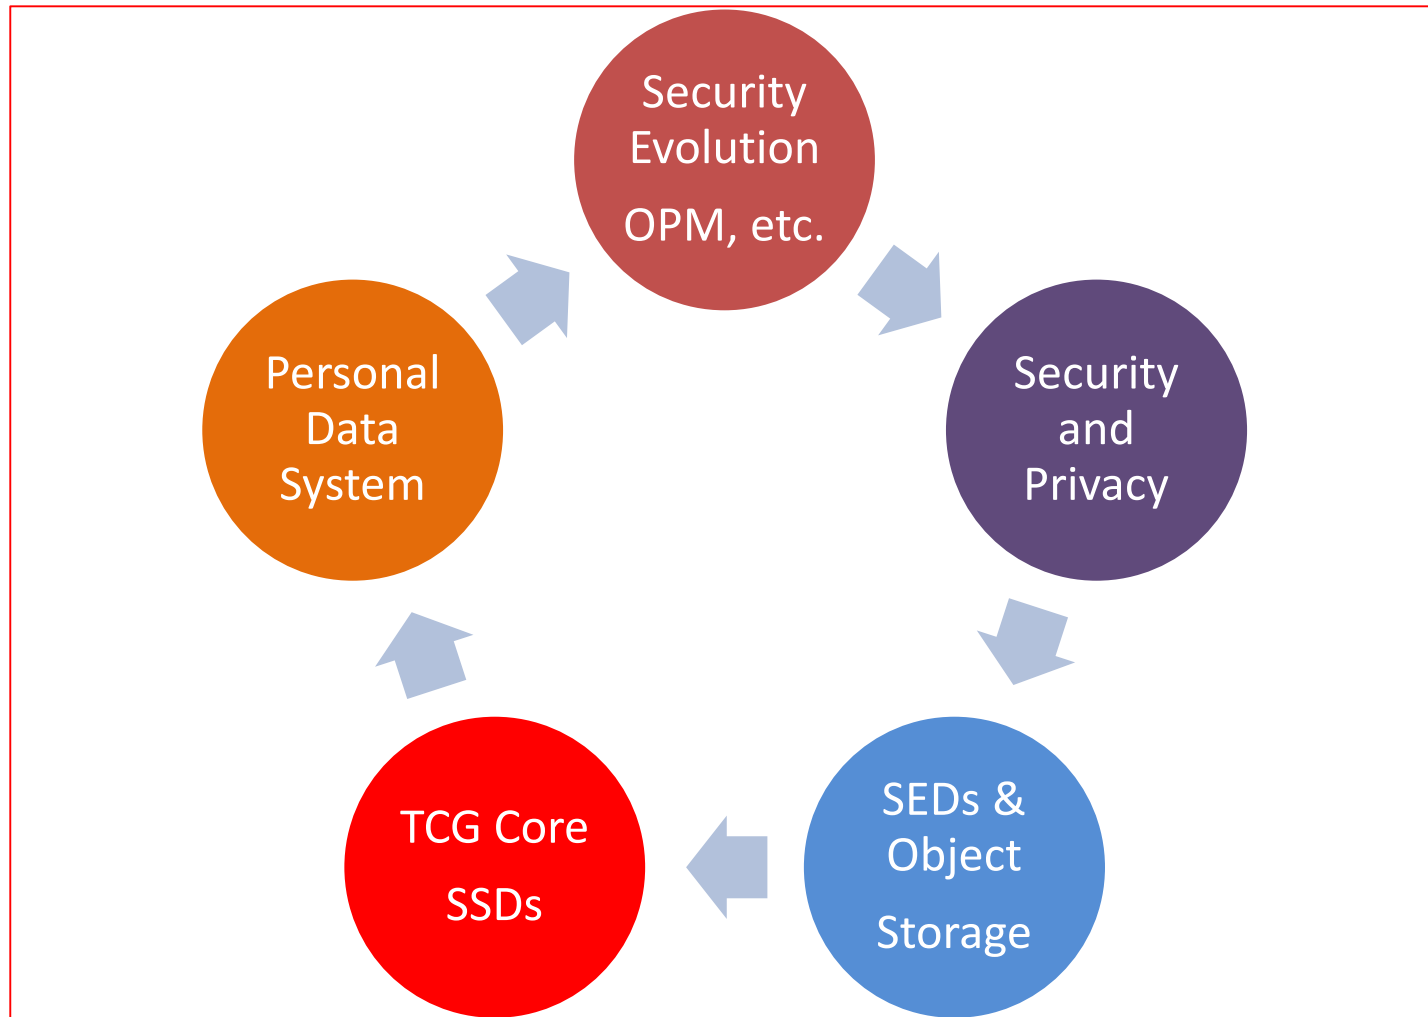 Security
Evolution
OPM, etc.
Security
and
Privacy
SEDs &
Object
Storage
TCG Core
SSDs
Personal
Data
System